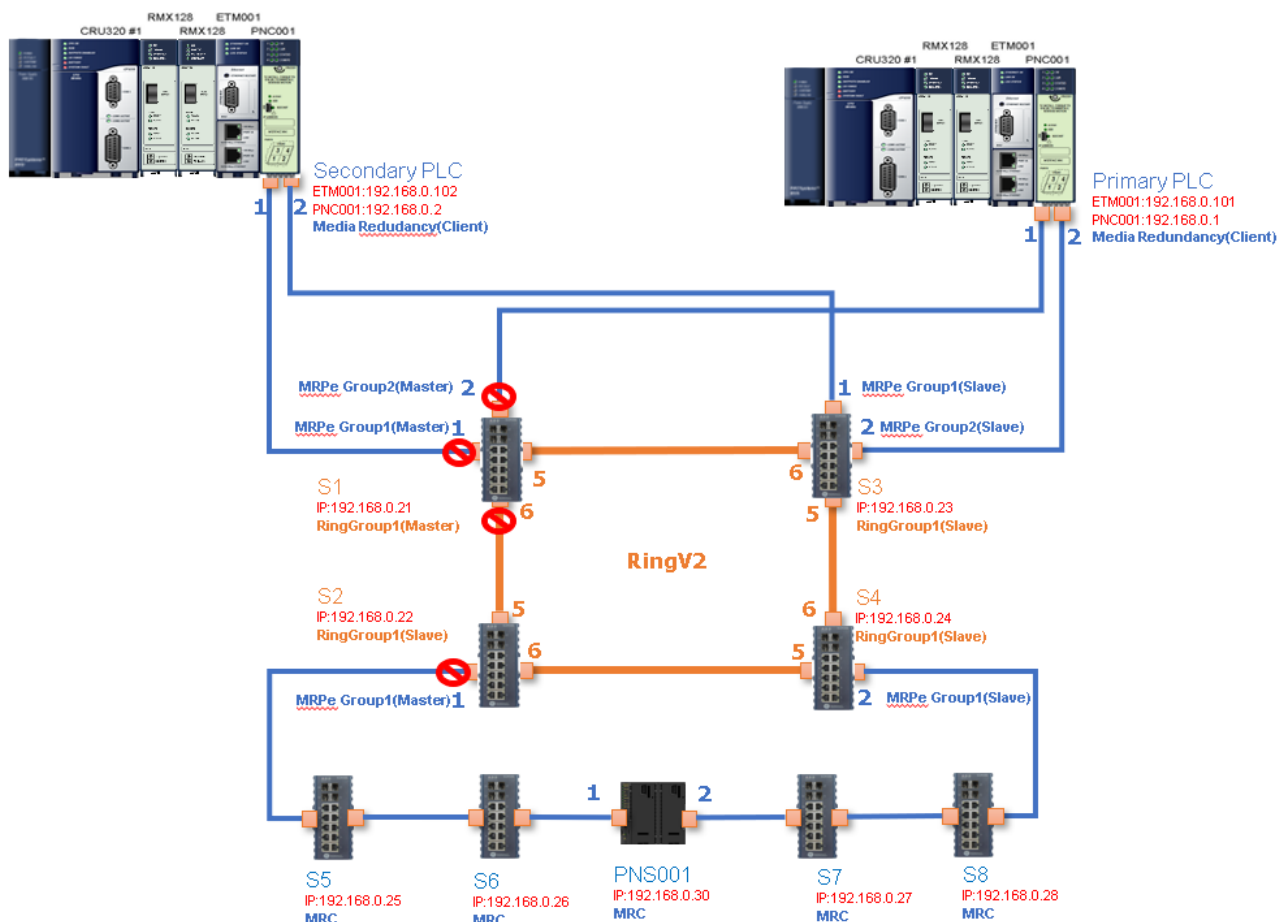 RMX128 ETM001
CRU320 #1 RMX128 PNC001
RMX128 ETM001
CRU320 #1 RMX128 PNC001
Secondary PLC
ETM001:192.168.0.102
PNC001:192.168.0.2
Media Redudancy(Client)
1 2
Primary PLC
ETM001:192.168.0.101
PNC001:192.168.0.1
Media Redundancy(Client)
1 2
MRPe Group2(Master) 2
MRPe Group1(Master) 1
1 MRPe Group1(Slave)
2 MRPe Group2(Slave)
5
6
S1
IP:192.168.0.21
RingGroup1(Master)
6
5
S3
IP:192.168.0.23
RingGroup1(Slave)
RingV2
S2
IP:192.168.0.22
RingGroup1(Slave)
5
6
S4
IP:192.168.0.24
RingGroup1(Slave)
6
5
MRPe Group1(Master) 1
2 MRPe Group1(Slave)
1 2
S5
IP:192.168.0.25
MRC
S6
IP:192.168.0.26
MRC
PNS001
IP:192.168.0.30
MRC
S7
IP:192.168.0.27
MRC
S8
IP:192.168.0.28
MRC